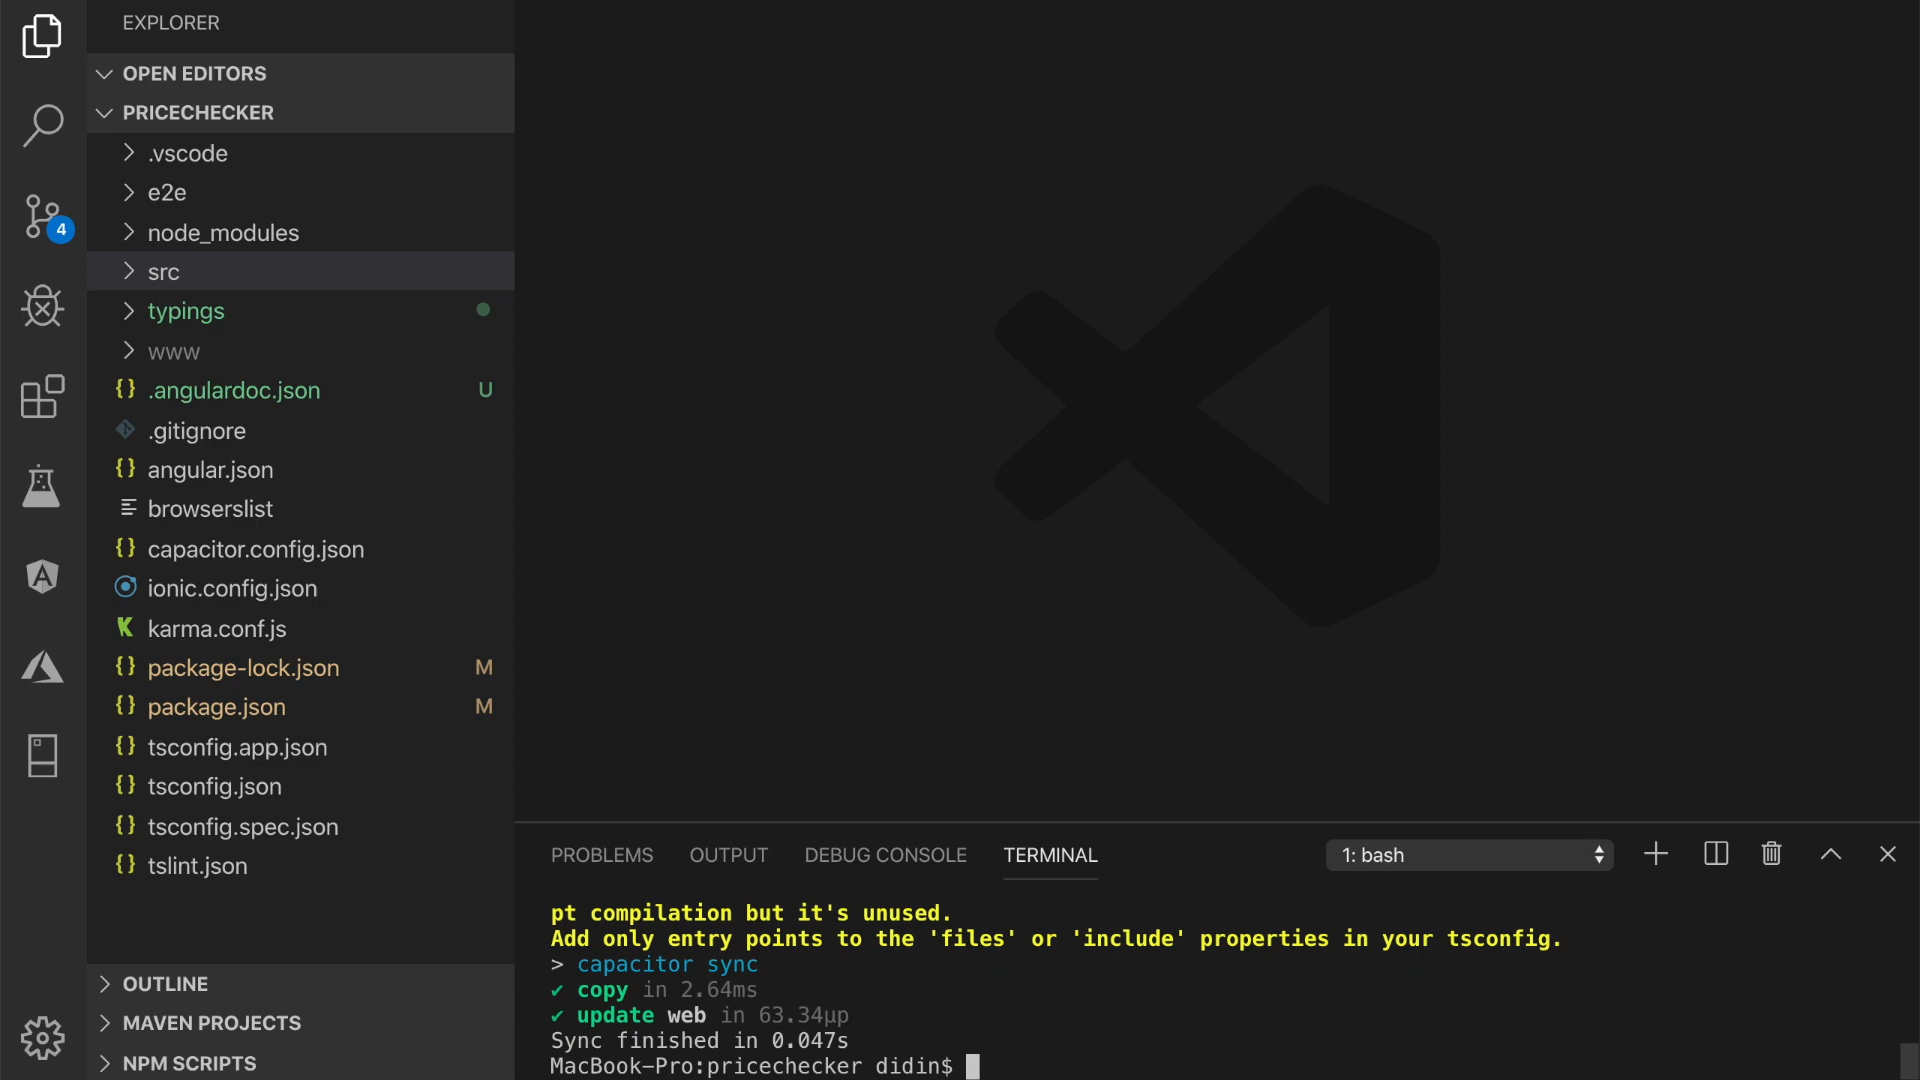 EXPLORER
OPEN EDITORS
PRICECHECKER
.vscode
e2e
node_modules
src
typings
www
.angulardoc.json U
.gitignore
angular.json
browserslist
capacitor.config.json
ionic.config.json
karma.conf.js
package-lock.json M
package.json M
tsconfig.app.json
tsconfig.json
tsconfig.spec.json
tslint.json
OUTLINE
MAVEN PROJECTS
NPM SCRIPTS
4
PROBLEMS OUTPUT DEBUG CONSOLE TERMINAL 1: bash
pt compilation but it's unused.
Add only entry points to the 'files' or 'include' properties in your tsconfig.
> capacitor sync
✔ copy in 2.64ms
✔ update web in 63.34μp
Sync finished in 0.047s
MacBook-Pro:pricechecker didin$